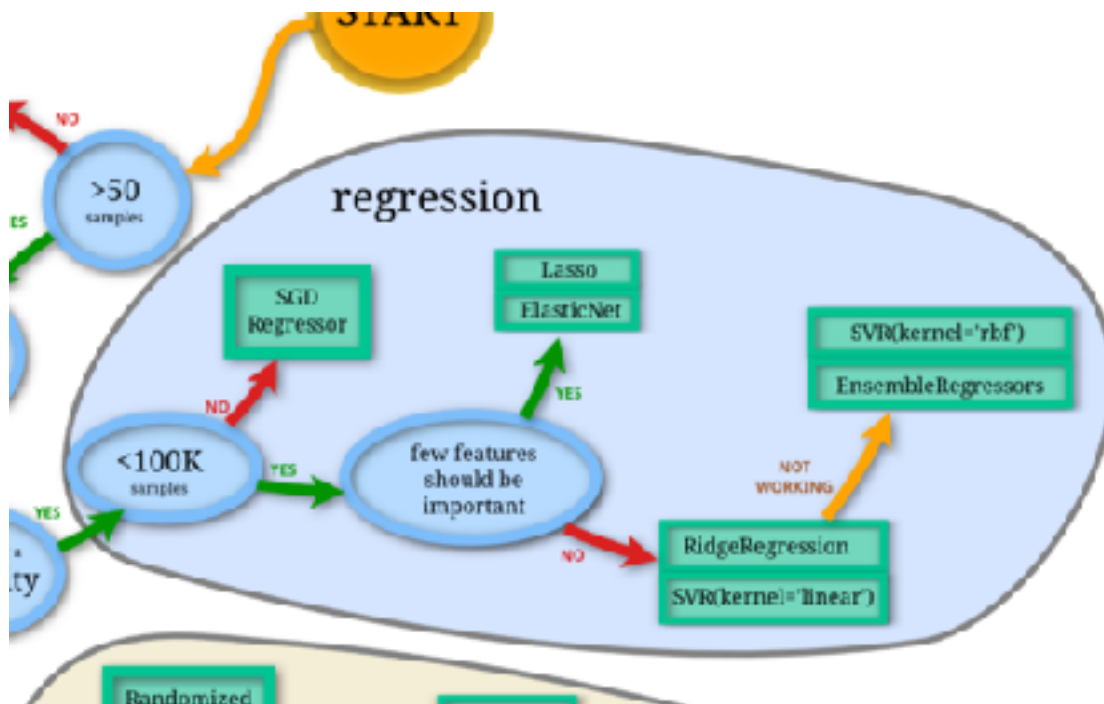 START
NO
>50
samples
regression
SGD
Regressor
Lasso
ElasticNet
SVR(kernel='rbf')
EnsembleRegressors
NO
YES
<100K
samples
YES
few features
should be
important
NOT
WORKING
YES
NO
RidgeRegression
SVR(kernel='linear')
Randomized